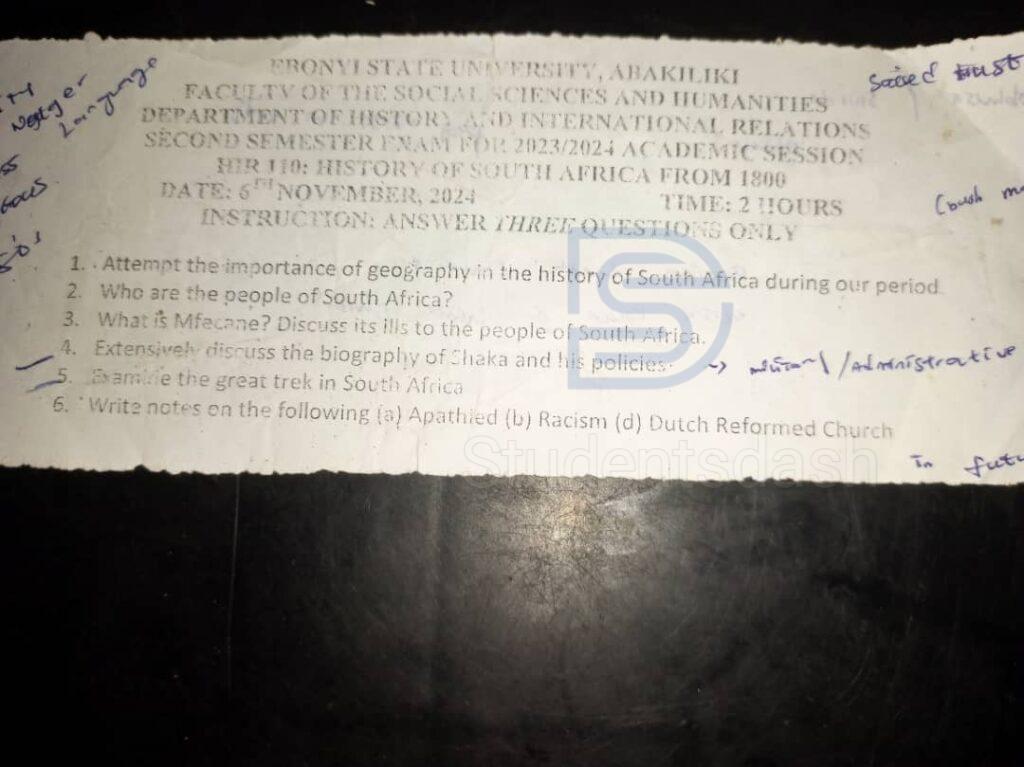 EBONYI STATE UNIVERSITY, ABAKILIKI
FACULTY OF THE SOCIAL SCIENCES AND HUMANITIES
DEPARTMENT OF HISTORY AND INTERNATIONAL RELATIONS
SECOND SEMESTER EXAM FOR 2023/2024 ACADEMIC SESSION
HIR 110: HISTORY OF SOUTH AFRICA FROM 1800
DATE: 6TH NOVEMBER, 2024 TIME: 2 HOURS
INSTRUCTION: ANSWER THREE QUESTIONS ONLY
1. Attempt the importance of geography in the history of South Africa during our period.
2. Who are the people of South Africa?
3. What is Mfecane? Discuss its ills to the people of South Africa.
4. Extensively discuss the biography of Shaka and his policies. /Administrative
5. Examine the great trek in South Africa
6. Write notes on the following (a) Apathied (b) Racism (d) Dutch Reformed Church
Language
In
Studentsdash